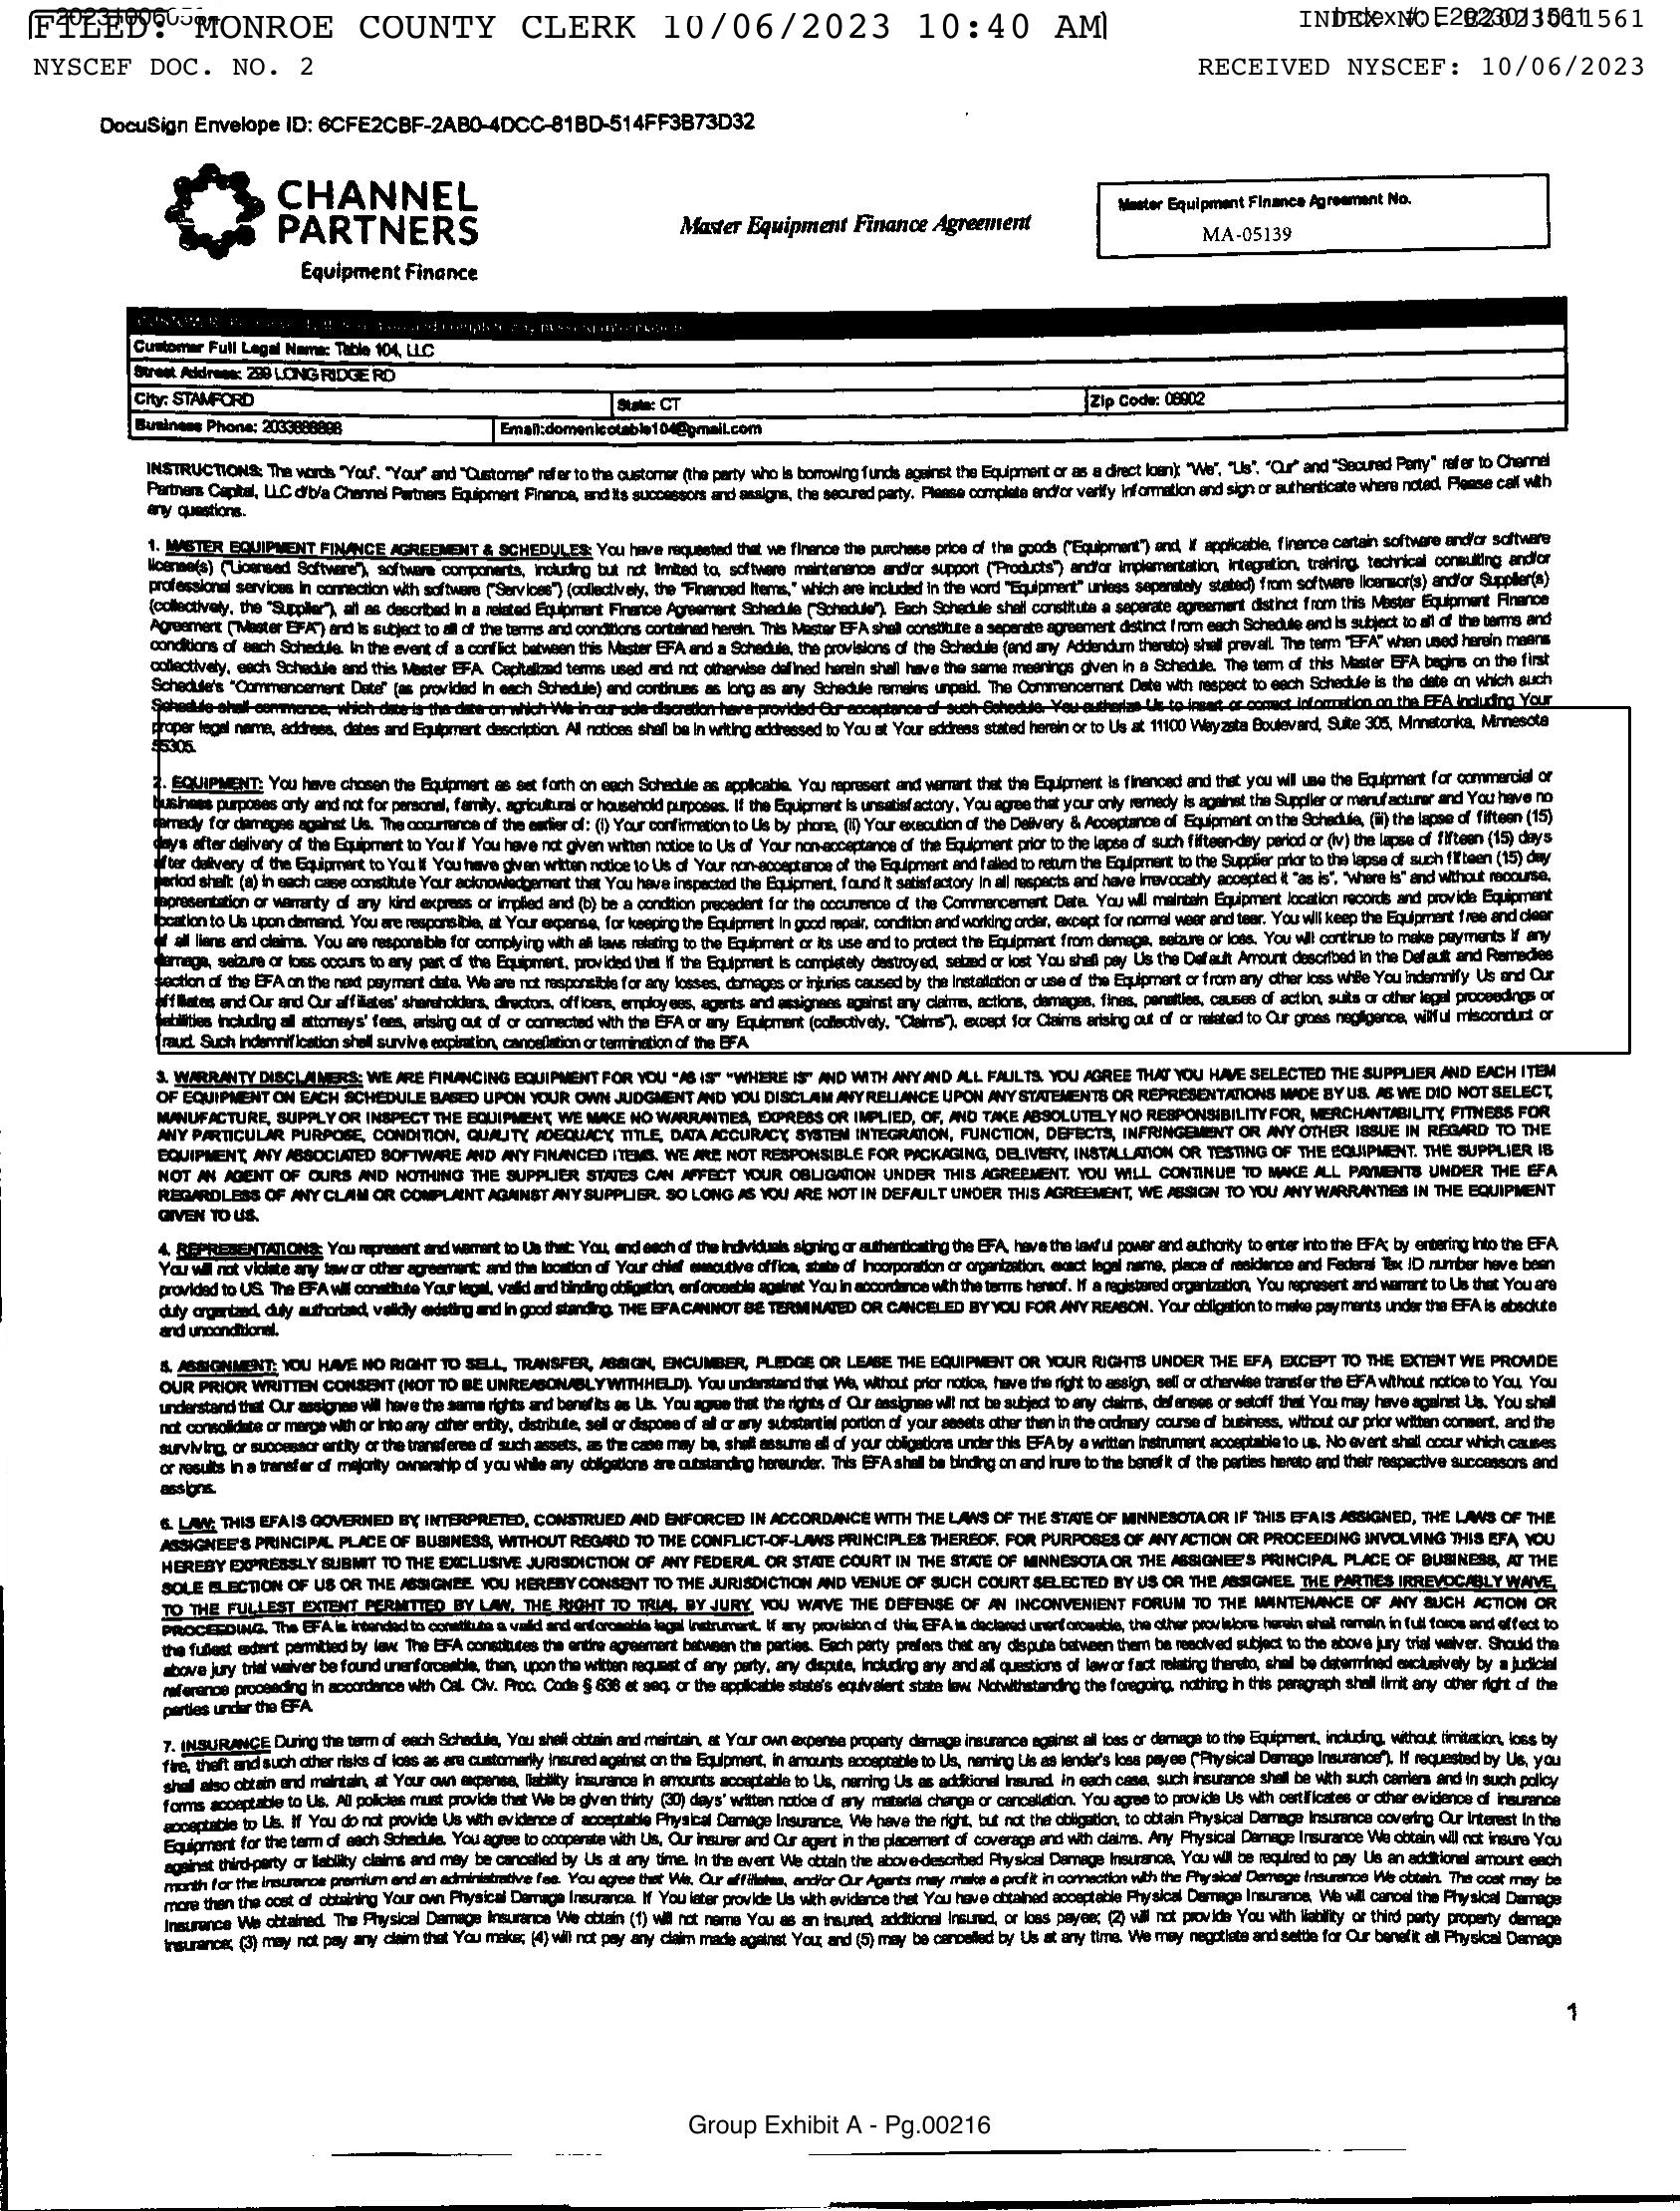 FILED: MONROE COUNTY CLERK 10/06/2023 10:40 AM
INDEX NO. E2023011561
NYSCEF DOC. NO. 2
RECEIVED NYSCEF: 10/06/2023
DocuSign Envelope ID: 6CFE2CBF-2AB0-4DCC-81BD-514FF3B73D32
CHANNEL
PARTNERS
Equipment Finance
Master Equipment Finance Agreement
Master Equipment Finance Agreement No.
MA-05139
Customer Full Legal Name: Table 104, LLC
Street Address: 299 LONG RIDGE RD
City: STAMFORD
State: CT
Zip Code: 06902
Business Phone:
Email:domenicotable104@gmail.com
INSTRUCTIONS: The words "You", "Your" and "Customer" refer to the customer (the party who is borrowing funds against the Equipment or as a direct loan); "We", "Us", "Our" and "Secured Party" refer to Channel
Partners Capital, LLC d/b/a Channel Partners Equipment Finance, and its successors and assigns, the secured party. Please complete and/or verify information and sign or authenticate where noted. Please call with
any questions.
1. MASTER EQUIPMENT FINANCE AGREEMENT & SCHEDULES: You have requested that we finance the purchase price of the goods ("Equipment") and, if applicable, finance certain software and/or software
license(s) ("Licensed Software"), software components, including but not limited to, software maintenance and/or support ("Products") and/or implementation, integration, training, technical consulting and/or
professional services in connection with software ("Services") (collectively, the "Financed Items," which are included in the word "Equipment" unless separately stated) from software licensor(s) and/or Supplier(s)
(collectively, the "Supplier"), all as described in a related Equipment Finance Agreement Schedule ("Schedule"). Each Schedule shall constitute a separate agreement distinct from this Master Equipment Finance
Agreement ("Master EFA") and is subject to all of the terms and conditions contained herein. This Master EFA shall constitute a separate agreement distinct from each Schedule and is subject to all of the terms and
conditions of each Schedule. In the event of a conflict between this Master EFA and a Schedule, the provisions of the Schedule (and any Addendum thereto) shall prevail. The term "EFA" when used herein means
collectively, each Schedule and this Master EFA. Capitalized terms used and not otherwise defined herein shall have the same meanings given in a Schedule. The term of this Master EFA begins on the first
Schedule's "Commencement Date" (as provided in each Schedule) and continues as long as any Schedule remains unpaid. The Commencement Date with respect to each Schedule is the date on which such
Schedule shall commence, which date is the date on which We in our sole discretion have provided Our acceptance of such Schedule. You authorize Us to insert or correct information on the EFA including Your
proper legal name, address, dates and Equipment description. All notices shall be in writing addressed to You at Your address stated herein or to Us at 11100 Wayzata Boulevard, Suite 305, Minnetonka, Minnesota
55305.
2. EQUIPMENT: You have chosen the Equipment as set forth on each Schedule as applicable. You represent and warrant that the Equipment is financed and that you will use the Equipment for commercial or
business purposes only and not for personal, family, agricultural or household purposes. If the Equipment is unsatisfactory, You agree that your only remedy is against the Supplier or manufacturer and You have no
remedy for damages against Us. The occurrence of the earlier of: (i) Your confirmation to Us by phone, (ii) Your execution of the Delivery & Acceptance of Equipment on the Schedule, (iii) the lapse of fifteen (15)
days after delivery of the Equipment to You if You have not given written notice to Us of Your non-acceptance of the Equipment prior to the lapse of such fifteen-day period or (iv) the lapse of fifteen (15) days
after delivery of the Equipment to You if You have given written notice to Us of Your non-acceptance of the Equipment and failed to return the Equipment to the Supplier prior to the lapse of such fifteen (15) day
period shall: (a) in each case constitute Your acknowledgement that You have inspected the Equipment, found it satisfactory in all respects and have irrevocably accepted it "as is", "where is" and without recourse,
representation or warranty of any kind express or implied and (b) be a condition precedent for the occurrence of the Commencement Date. You will maintain Equipment location records and provide Equipment
location to Us upon demand. You are responsible, at Your expense, for keeping the Equipment in good repair, condition and working order, except for normal wear and tear. You will keep the Equipment free and clear
of all liens and claims. You are responsible for complying with all laws relating to the Equipment or its use and to protect the Equipment from damage, seizure or loss. You will continue to make payments if any
damage, seizure or loss occurs to any part of the Equipment, provided that if the Equipment is completely destroyed, seized or lost You shall pay Us the Default Amount described in the Default and Remedies
section of the EFA on the next payment date. We are not responsible for any losses, damages or injuries caused by the installation or use of the Equipment or from any other loss while You indemnify Us and Our
affiliates and Our and Our affiliates' shareholders, directors, officers, employees, agents and assignees against any claims, actions, damages, fines, penalties, causes of action, suits or other legal proceedings or
liabilities including all attorneys' fees, arising out of or connected with the EFA or any Equipment (collectively, "Claims"), except for Claims arising out of or related to Our gross negligence, willful misconduct or
fraud. Such indemnification shall survive expiration, cancellation or termination of the EFA.
3. WARRANTY DISCLAIMERS: WE ARE FINANCING EQUIPMENT FOR YOU "AS IS" "WHERE IS" AND WITH ANY AND ALL FAULTS. YOU AGREE THAT YOU HAVE SELECTED THE SUPPLIER AND EACH ITEM
OF EQUIPMENT ON EACH SCHEDULE BASED UPON YOUR OWN JUDGMENT AND YOU DISCLAIM ANY RELIANCE UPON ANY STATEMENTS OR REPRESENTATIONS MADE BY US. AS WE DID NOT SELECT,
MANUFACTURE, SUPPLY OR INSPECT THE EQUIPMENT, WE MAKE NO WARRANTIES, EXPRESS OR IMPLIED, OF, AND TAKE ABSOLUTELY NO RESPONSIBILITY FOR, MERCHANTABILITY, FITNESS FOR
ANY PARTICULAR PURPOSE, CONDITION, QUALITY, ADEQUACY, TITLE, DATA ACCURACY, SYSTEM INTEGRATION, FUNCTION, DEFECTS, INFRINGEMENT OR ANY OTHER ISSUE IN REGARD TO THE
EQUIPMENT, ANY ASSOCIATED SOFTWARE AND ANY FINANCED ITEMS. WE ARE NOT RESPONSIBLE FOR PACKAGING, DELIVERY, INSTALLATION OR TESTING OF THE EQUIPMENT. THE SUPPLIER IS
NOT AN AGENT OF OURS AND NOTHING THE SUPPLIER STATES CAN AFFECT YOUR OBLIGATION UNDER THIS AGREEMENT. YOU WILL CONTINUE TO MAKE ALL PAYMENTS UNDER THE EFA
REGARDLESS OF ANY CLAIM OR COMPLAINT AGAINST ANY SUPPLIER. SO LONG AS YOU ARE NOT IN DEFAULT UNDER THIS AGREEMENT, WE ASSIGN TO YOU ANY WARRANTIES IN THE EQUIPMENT
GIVEN TO US.
4. REPRESENTATIONS: You represent and warrant to Us that: You, and each of the individuals signing or authenticating the EFA, have the lawful power and authority to enter into the EFA; by entering into the EFA
You will not violate any law or other agreement; and the location of Your chief executive office, state of incorporation or organization, exact legal name, place of residence and Federal Tax ID number have been
provided to US. The EFA will constitute Your legal, valid and binding obligation, enforceable against You in accordance with the terms hereof. If a registered organization, You represent and warrant to Us that You are
duly organized, duly authorized, validly existing and in good standing. THE EFA CANNOT BE TERMINATED OR CANCELED BY YOU FOR ANY REASON. Your obligation to make payments under the EFA is absolute
and unconditional.
5. ASSIGNMENT: YOU HAVE NO RIGHT TO SELL, TRANSFER, ASSIGN, ENCUMBER, PLEDGE OR LEASE THE EQUIPMENT OR YOUR RIGHTS UNDER THE EFA, EXCEPT TO THE EXTENT WE PROVIDE
OUR PRIOR WRITTEN CONSENT (NOT TO BE UNREASONABLY WITHHELD). You understand that We, without prior notice, have the right to assign, sell or otherwise transfer the EFA without notice to You. You
understand that Our assignee will have the same rights and benefits as Us. You agree that the rights of Our assignee will not be subject to any claims, defenses or setoff that You may have against Us. You shall
not consolidate or merge with or into any other entity, distribute, sell or dispose of all or any substantial portion of your assets other then in the ordinary course of business, without our prior written consent, and the
surviving, or successor entity or the transferee of such assets, as the case may be, shall assume all of your obligations under this EFA by a written instrument acceptable to us. No event shall occur which causes
or results in a transfer of majority ownership of you while any obligations are outstanding hereunder. This EFA shall be binding on and inure to the benefit of the parties hereto and their respective successors and
assigns.
6. LAW: THIS EFA IS GOVERNED BY, INTERPRETED, CONSTRUED AND ENFORCED IN ACCORDANCE WITH THE LAWS OF THE STATE OF MINNESOTA OR IF THIS EFA IS ASSIGNED, THE LAWS OF THE
ASSIGNEE'S PRINCIPAL PLACE OF BUSINESS, WITHOUT REGARD TO THE CONFLICT-OF-LAWS PRINCIPLES THEREOF. FOR PURPOSES OF ANY ACTION OR PROCEEDING INVOLVING THIS EFA, YOU
HEREBY EXPRESSLY SUBMIT TO THE EXCLUSIVE JURISDICTION OF ANY FEDERAL OR STATE COURT IN THE STATE OF MINNESOTA OR THE ASSIGNEE'S PRINCIPAL PLACE OF BUSINESS, AT THE
SOLE ELECTION OF US OR THE ASSIGNEE. YOU HEREBY CONSENT TO THE JURISDICTION AND VENUE OF SUCH COURT SELECTED BY US OR THE ASSIGNEE. THE PARTIES IRREVOCABLY WAIVE,
TO THE FULLEST EXTENT PERMITTED BY LAW, THE RIGHT TO TRIAL BY JURY. YOU WAIVE THE DEFENSE OF AN INCONVENIENT FORUM TO THE MAINTENANCE OF ANY SUCH ACTION OR
PROCEEDING. The EFA is intended to constitute a valid and enforceable legal instrument. If any provision of this EFA is declared unenforceable, the other provisions herein shall remain in full force and effect to
the fullest extent permitted by law. The EFA constitutes the entire agreement between the parties. Each party prefers that any dispute between them be resolved subject to the above jury trial waiver. Should the
above jury trial waiver be found unenforceable, then, upon the written request of any party, any dispute, including any and all questions of law or fact relating thereto, shall be determined exclusively by a judicial
reference proceeding in accordance with Cal. Civ. Proc. Code § 638 et seq. or the applicable state's equivalent state law. Notwithstanding the foregoing, nothing in this paragraph shall limit any other right of the
parties under the EFA.
7. INSURANCE During the term of each Schedule, You shall obtain and maintain, at Your own expense property damage insurance against all loss or damage to the Equipment, including, without limitation, loss by
fire, theft and such other risks of loss as are customarily insured against on the Equipment, in amounts acceptable to Us, naming Us as lender's loss payee ("Physical Damage Insurance"). If requested by Us, you
shall also obtain and maintain, at Your own expense, liability insurance in amounts acceptable to Us, naming Us as additional insured. In each case, such insurance shall be with such carriers and in such policy
forms acceptable to Us. All policies must provide that We be given thirty (30) days' written notice of any material change or cancellation. You agree to provide Us with certificates or other evidence of insurance
acceptable to Us. If You do not provide Us with evidence of acceptable Physical Damage Insurance, We have the right, but not the obligation, to obtain Physical Damage Insurance covering Our interest in the
Equipment for the term of each Schedule. You agree to cooperate with Us, Our insurer and Our agent in the placement of coverage and with claims. Any Physical Damage Insurance We obtain will not insure You
against third-party or liability claims and may be cancelled by Us at any time. In the event We obtain the above-described Physical Damage Insurance, You will be required to pay Us an additional amount each
month for the insurance premium and an administrative fee. You agree that We, Our affiliates, and/or Our Agents may make a profit in connection with the Physical Damage Insurance We obtain. The cost may be
more than the cost of obtaining Your own Physical Damage Insurance. If You later provide Us with evidence that You have obtained acceptable Physical Damage Insurance, We will cancel the Physical Damage
Insurance We obtained. The Physical Damage Insurance We obtain (1) will not name You as an insured, additional insured, or loss payee; (2) will not provide You with liability or third party property damage
insurance; (3) may not pay any claim that You make; (4) will not pay any claim made against You; and (5) may be cancelled by Us at any time. We may negotiate and settle for Our benefit all Physical Damage
1
Group Exhibit A - Pg.00216